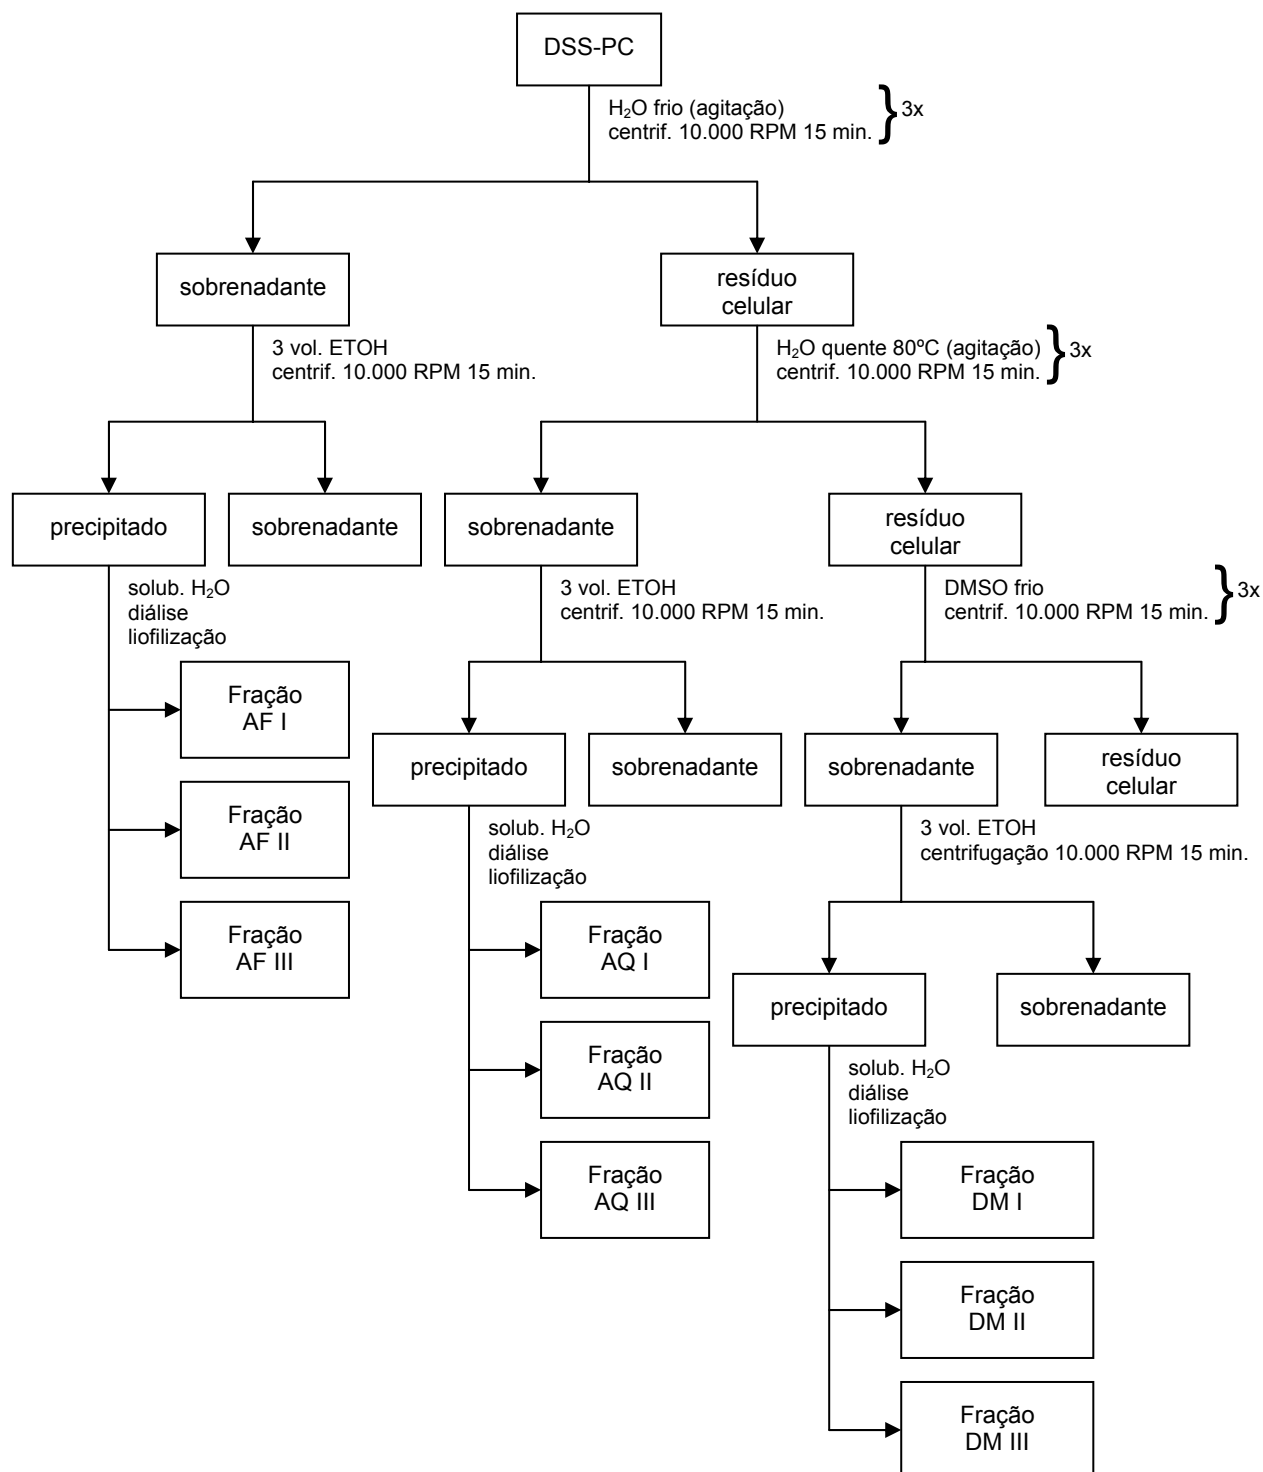 DSS-PC
H₂O frio (agitação)
centrif. 10.000 RPM 15 min.
} 3x
sobrenadante
resíduo
celular
3 vol. ETOH
centrif. 10.000 RPM 15 min.
H₂O quente 80ºC (agitação)
centrif. 10.000 RPM 15 min.
} 3x
precipitado
sobrenadante
sobrenadante
resíduo
celular
solub. H₂O
diálise
liofilização
3 vol. ETOH
centrif. 10.000 RPM 15 min.
DMSO frio
centrif. 10.000 RPM 15 min.
} 3x
Fração
AF I
Fração
AF II
Fração
AF III
precipitado
sobrenadante
sobrenadante
resíduo
celular
solub. H₂O
diálise
liofilização
3 vol. ETOH
centrifugação 10.000 RPM 15 min.
Fração
AQ I
Fração
AQ II
Fração
AQ III
precipitado
sobrenadante
solub. H₂O
diálise
liofilização
Fração
DM I
Fração
DM II
Fração
DM III